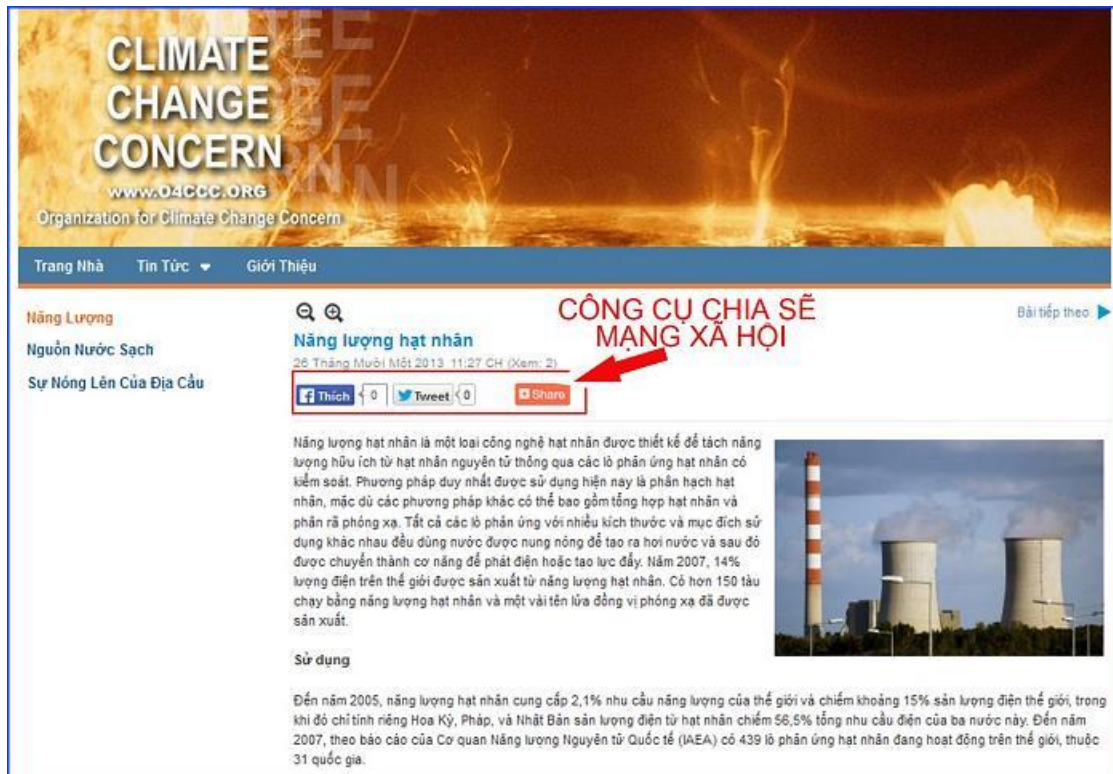 CLIMATE
CHANGE
CONCERN
WWW.O4CCC.ORG
Organization for Climate Change Concern
Trang Nhà Tin Tức Giới Thiệu
Năng Lượng
Nguồn Nước Sạch
Sự Nóng Lên Của Địa Cầu
CÔNG CỤ CHIA SẼ
MẠNG XÃ HỘI
Bài tiếp theo
Năng lượng hạt nhân
26 Tháng Mười Một 2013 11:27 CH (Xem: 2)
Thích 0 Tweet 0 Share
Năng lượng hạt nhân là một loại công nghệ hạt nhân được thiết kế để tách năng
lượng hữu ích từ hạt nhân nguyên tử thông qua các lò phản ứng hạt nhân có
kiểm soát. Phương pháp duy nhất được sử dụng hiện nay là phân hạch hạt
nhân, mặc dù các phương pháp khác có thể bao gồm tổng hợp hạt nhân và
phân rã phóng xạ. Tất cả các lò phản ứng với nhiều kích thước và mục đích sử
dụng khác nhau đều dùng nước được nung nóng để tạo ra hơi nước và sau đó
được chuyển thành cơ năng để phát điện hoặc tạo lực đẩy. Năm 2007, 14%
lượng điện trên thế giới được sản xuất từ năng lượng hạt nhân. Có hơn 150 tàu
chạy bằng năng lượng hạt nhân và một vài tên lửa đồng vị phóng xạ đã được
sản xuất.
Sử dụng
Đến năm 2005, năng lượng hạt nhân cung cấp 2,1% nhu cầu năng lượng của thế giới và chiếm khoảng 15% sản lượng điện thế giới, trong
khi đó chỉ tính riêng Hoa Kỳ, Pháp, và Nhật Bản sản lượng điện từ hạt nhân chiếm 56,5% tổng nhu cầu điện của ba nước này. Đến năm
2007, theo báo cáo của Cơ quan Năng lượng Nguyên tử Quốc tế (IAEA) có 439 lò phản ứng hạt nhân đang hoạt động trên thế giới, thuộc
31 quốc gia.